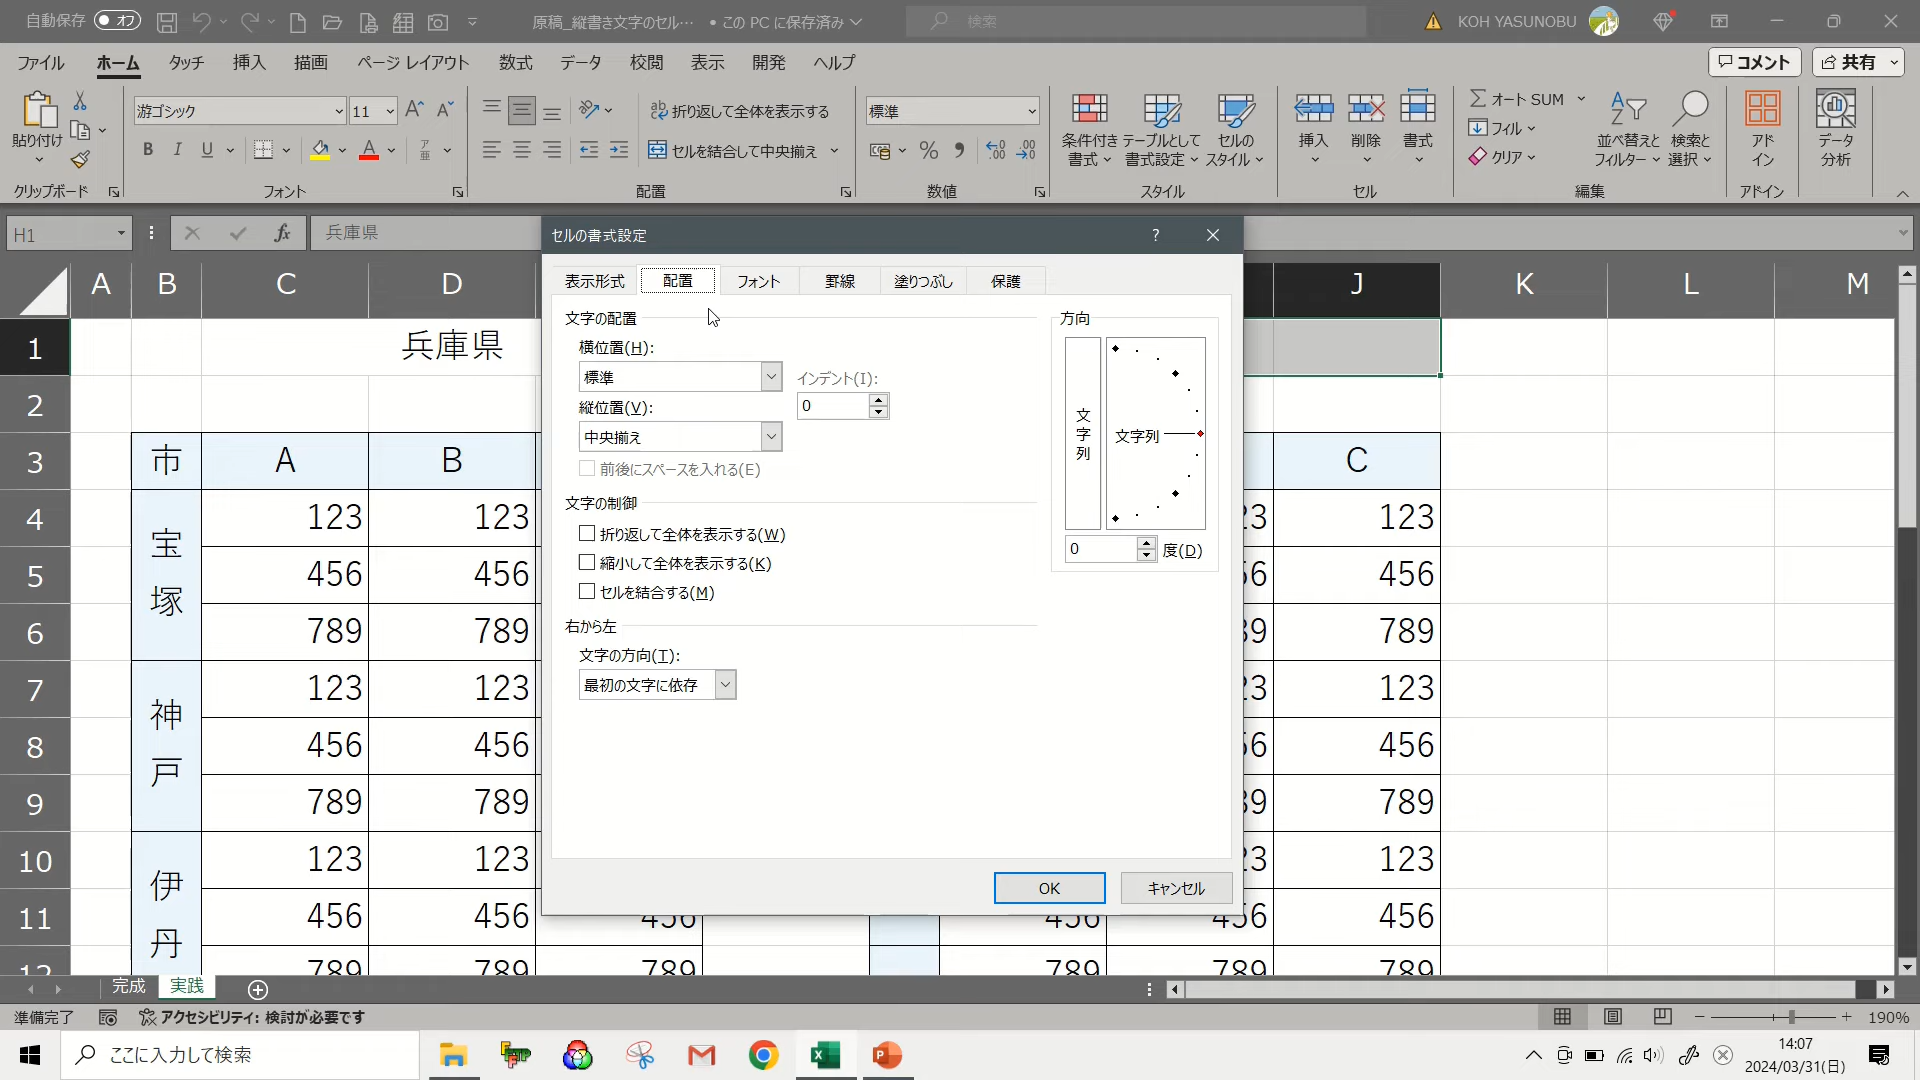 自動保存 オフ 原稿_縦書き文字のセル… • この PC に保存済み 検索 KOH YASUNOBU
ファイル ホーム タッチ 挿入 描画 ページ レイアウト 数式 データ 校閲 表示 開発 ヘルプ コメント 共有
貼り付け
クリップボード
游ゴシック 11
B I U A
フォント
折り返して全体を表示する
セルを結合して中央揃え
配置
標準
数値
条件付き書式 テーブルとして書式設定 セルのスタイル
スタイル
挿入 削除 書式
セル
オート SUM
フィル
クリア
並べ替えとフィルター 検索と選択
編集
アドイン
アドイン
データ分析
H1 fx 兵庫県
A B C D J K L M
1 兵庫県
2
3 市 A B C
4 123 123 23 123
5 456 456 56 456
6 789 789 89 789
宝塚
7 123 123 23 123
8 456 456 56 456
9 789 789 89 789
神戸
10 123 123 23 123
11 456 456 456 456 456 456
12 789 789 789 789 789 789
伊丹
セルの書式設定 ?
表示形式 配置 フォント 罫線 塗りつぶし 保護
文字の配置
横位置(H):
標準
インデント(I):
0
縦位置(V):
中央揃え
前後にスペースを入れる(E)
文字の制御
折り返して全体を表示する(W)
縮小して全体を表示する(K)
セルを結合する(M)
右から左
文字の方向(T):
最初の文字に依存
方向
文字列
文字列
0 度(D)
OK キャンセル
完成 実践
準備完了 アクセシビリティ: 検討が必要です 190%
ここに入力して検索
14:07
2024/03/31(日)